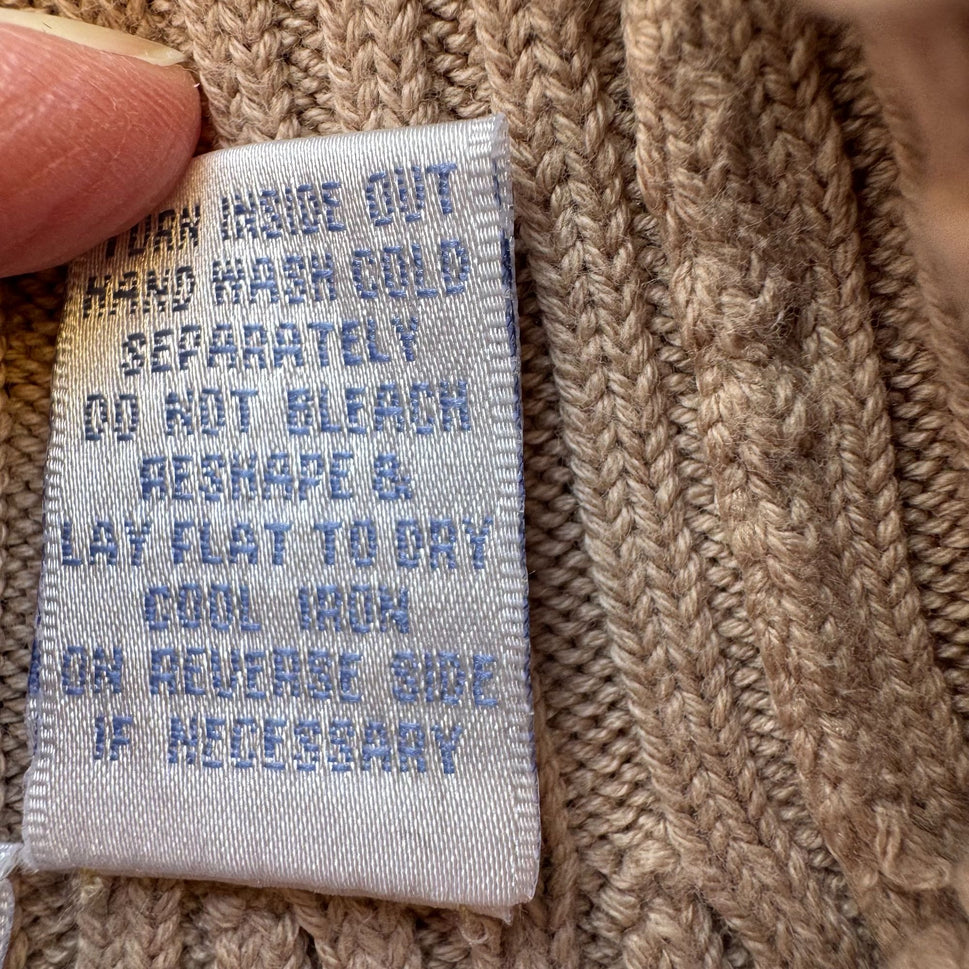 TURN INSIDE OUT
HAND WASH COLD
SEPARATELY
DO NOT BLEACH
RESHAPE &
LAY FLAT TO DRY
COOL IRON
ON REVERSE SIDE
IF NECESSARY